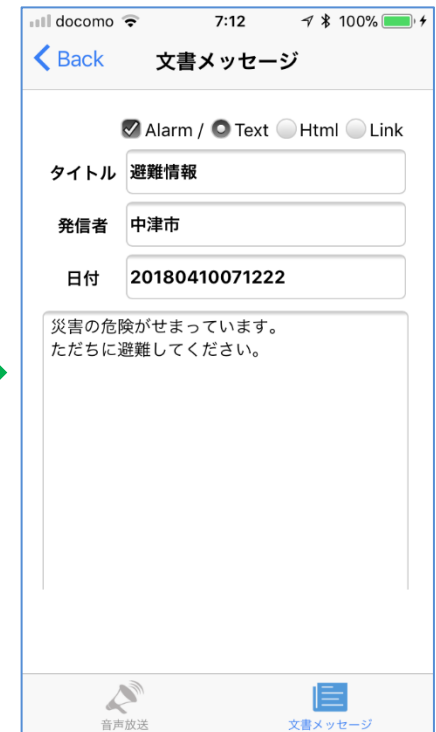 docomo 7:12 100%
Back 文書メッセージ
Alarm / Text Html Link
タイトル 避難情報
発信者 中津市
日付 20180410071222
災害の危険がせまっています。
ただちに避難してください。
音声放送 文書メッセージ